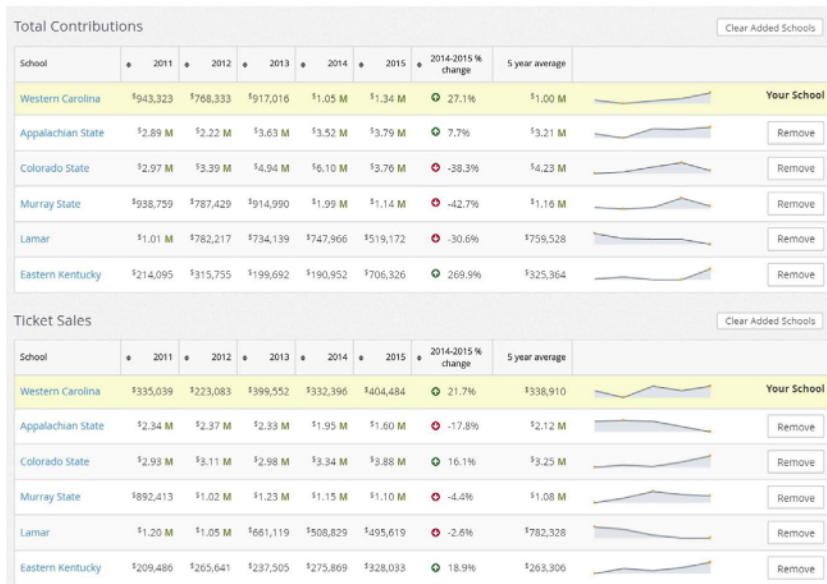 Total Contributions
Clear Added Schools
School 2011 2012 2013 2014 2015 2014-2015 % change 5 year average
Western Carolina $943,323 $768,333 $917,016 $1.05 M $1.34 M 27.1% $1.00 M Your School
Appalachian State $2.89 M $2.22 M $3.63 M $3.52 M $3.79 M 7.7% $3.21 M Remove
Colorado State $2.97 M $3.39 M $4.94 M $6.10 M $3.76 M -38.3% $4.23 M Remove
Murray State $938,759 $787,429 $914,990 $1.99 M $1.14 M -42.7% $1.16 M Remove
Lamar $1.01 M $782,217 $734,139 $747,966 $519,172 -30.6% $759,528 Remove
Eastern Kentucky $214,095 $315,755 $199,692 $190,952 $706,326 269.9% $325,364 Remove
Ticket Sales
Clear Added Schools
School 2011 2012 2013 2014 2015 2014-2015 % change 5 year average
Western Carolina $335,039 $223,083 $399,552 $332,396 $404,484 21.7% $338,910 Your School
Appalachian State $2.34 M $2.37 M $2.33 M $1.95 M $1.60 M -17.8% $2.12 M Remove
Colorado State $2.93 M $3.11 M $2.98 M $3.34 M $3.88 M 16.1% $3.25 M Remove
Murray State $892,413 $1.02 M $1.23 M $1.15 M $1.10 M -4.4% $1.08 M Remove
Lamar $1.20 M $1.05 M $661,119 $508,829 $495,619 -2.6% $782,328 Remove
Eastern Kentucky $209,486 $265,641 $237,505 $275,869 $328,033 18.9% $263,306 Remove